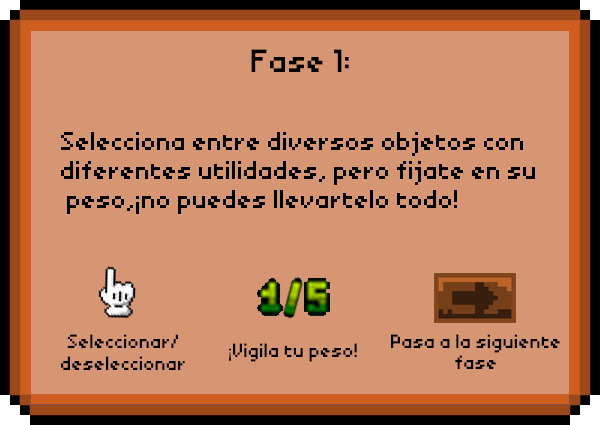 Fase 1:
Selecciona entre diversos objetos con
diferentes utilidades, pero fijate en su
peso,¡no puedes llevartelo todo!
1/5
Seleccionar/
deseleccionar
¡Vigila tu peso!
Pasa a la siguiente
fase